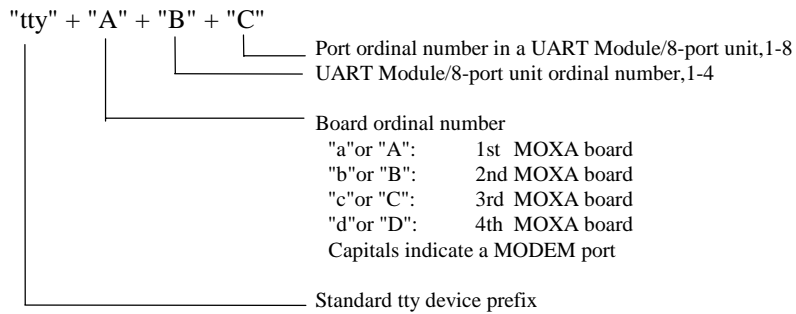 "tty" + "A" + "B" + "C"
Port ordinal number in a UART Module/8-port unit,1-8
UART Module/8-port unit ordinal number,1-4
Board ordinal number
"a"or "A": 1st MOXA board
"b"or "B": 2nd MOXA board
"c"or "C": 3rd MOXA board
"d"or "D": 4th MOXA board
Capitals indicate a MODEM port
Standard tty device prefix